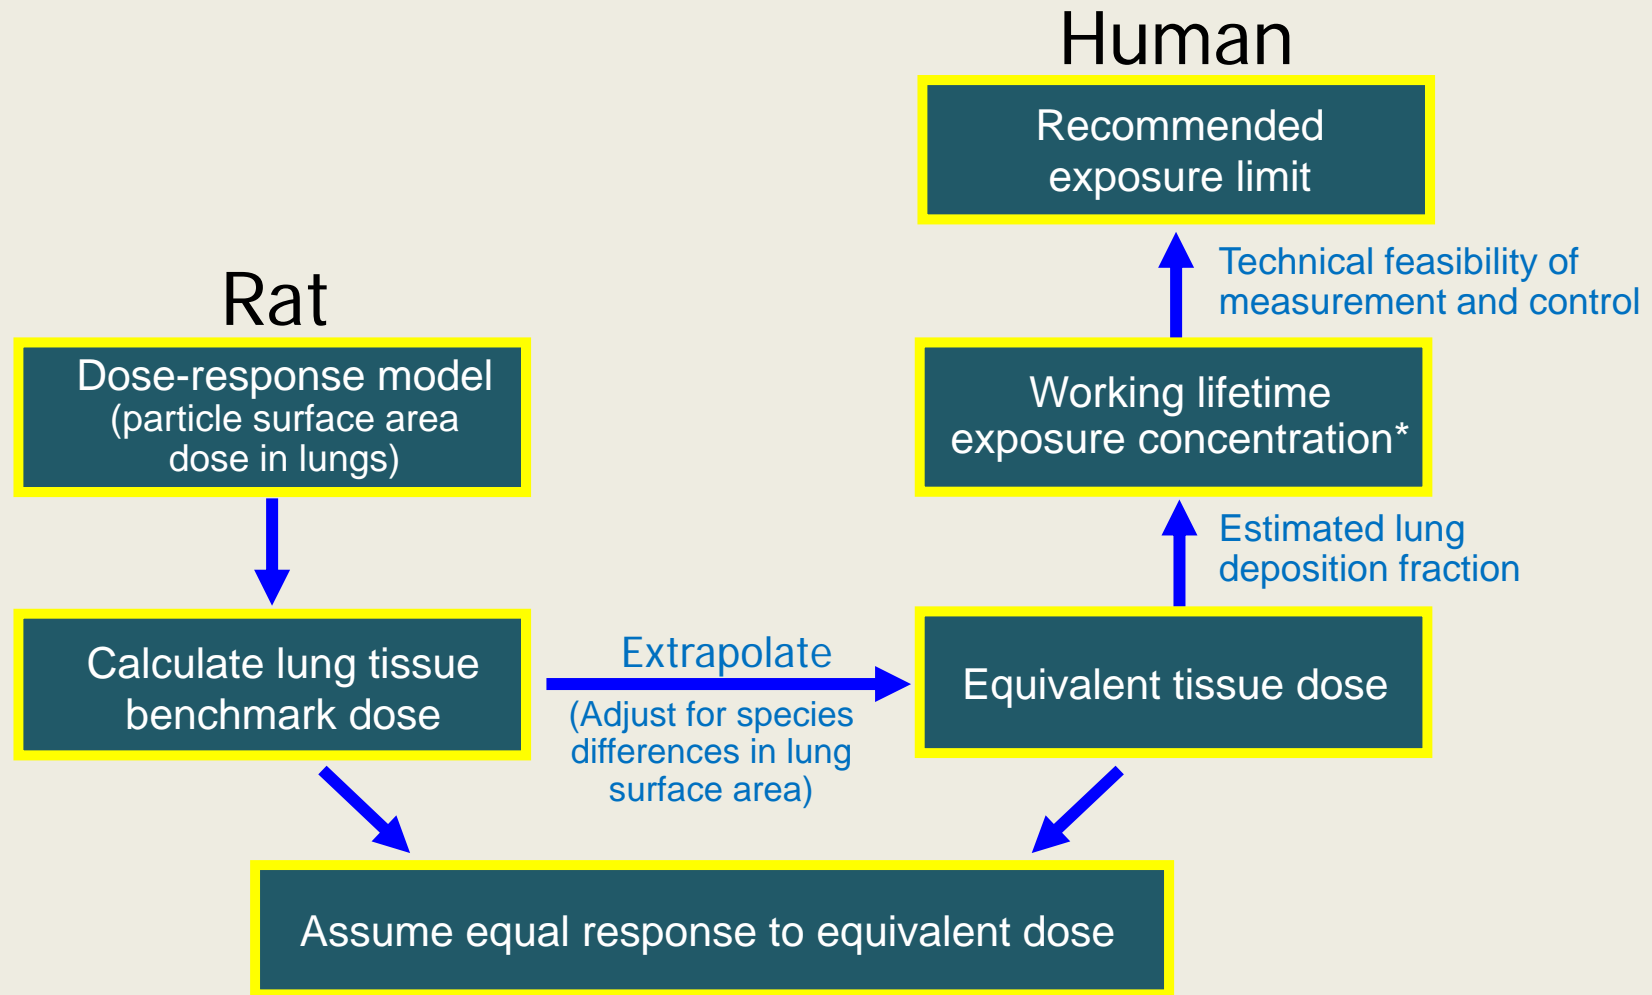 Human
Recommended
exposure limit
Technical feasibility of
measurement and control
Rat
Dose-response model
(particle surface area
dose in lungs)
Working lifetime
exposure concentration*
Estimated lung
deposition fraction
Calculate lung tissue
benchmark dose
Extrapolate
(Adjust for species
differences in lung
surface area)
Equivalent tissue dose
Assume equal response to equivalent dose